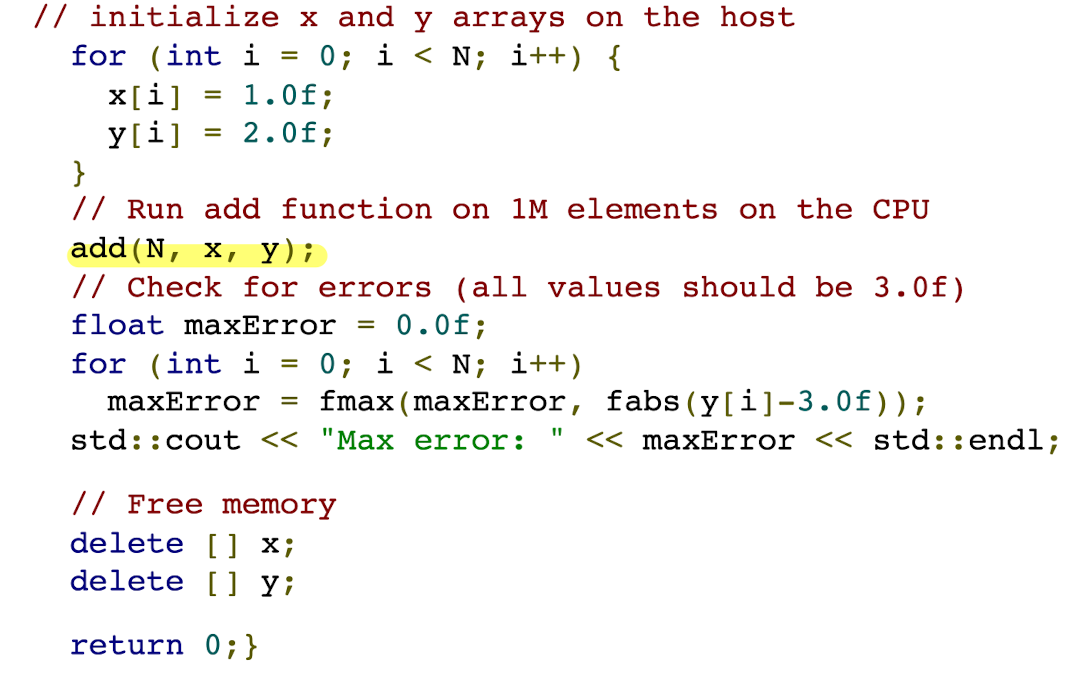 // initialize x and y arrays on the host
for (int i = 0; i < N; i++) {
x[i] = 1.0f;
y[i] = 2.0f;
}
// Run add function on 1M elements on the CPU
add(N, x, y);
// Check for errors (all values should be 3.0f)
float maxError = 0.0f;
for (int i = 0; i < N; i++)
maxError = fmax(maxError, fabs(y[i]-3.0f));
std::cout << "Max error: " << maxError << std::endl;
// Free memory
delete [] x;
delete [] y;
return 0;}